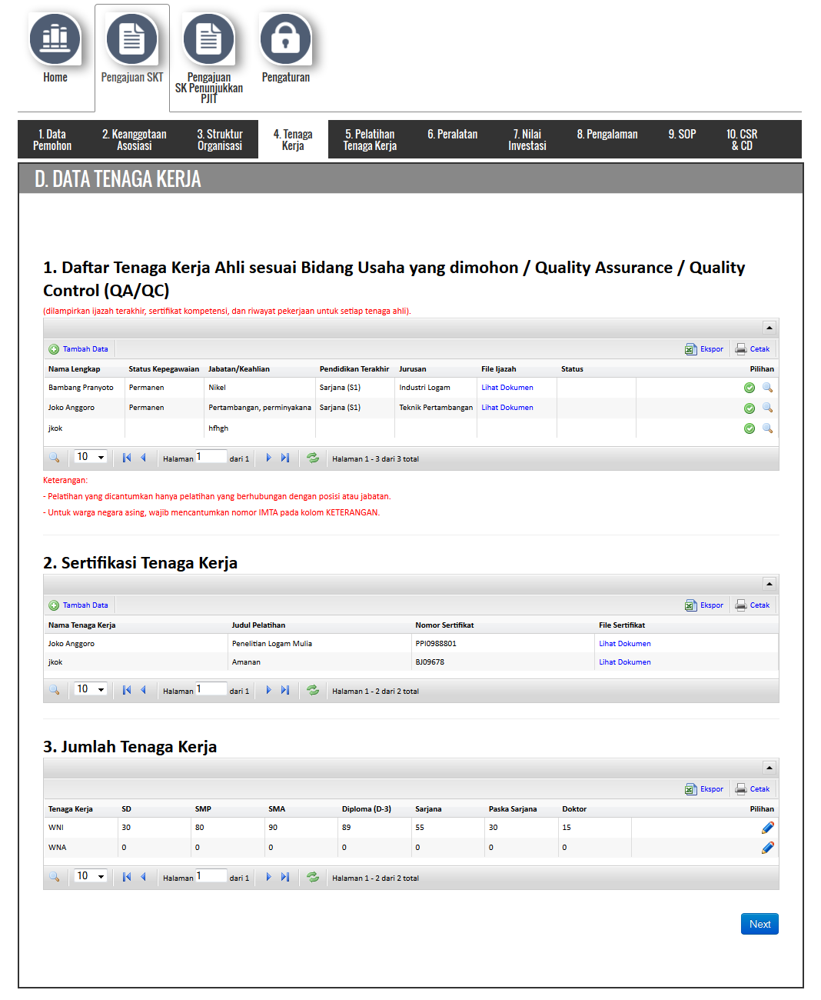 Home
Pengajuan SKT
Pengajuan
SK Penunjukkan
PJIT
Pengaturan
1. Data
Pemohon
2. Keanggotaan
Asosiasi
3. Struktur
Organisasi
4. Tenaga
Kerja
5. Pelatihan
Tenaga Kerja
6. Peralatan
7. Nilai
Investasi
8. Pengalaman
9. SOP
10. CSR
& CD
D. DATA TENAGA KERJA
1. Daftar Tenaga Kerja Ahli sesuai Bidang Usaha yang dimohon / Quality Assurance / Quality
Control (QA/QC)
(dilampirkan ijazah terakhir, sertifikat kompetensi, dan riwayat pekerjaan untuk setiap tenaga ahli).
Tambah Data Ekspor Cetak
Nama Lengkap Status Kepegawaian Jabatan/Keahlian Pendidikan Terakhir Jurusan File Ijazah Status Pilihan
Bambang Pranyoto Permanen Nikel Sarjana (S1) Industri Logam Lihat Dokumen
Joko Anggoro Permanen Pertambangan, perminyakana Sarjana (S1) Teknik Pertambangan Lihat Dokumen
jkok hfhgh
10 Halaman 1 dari 1 Halaman 1 - 3 dari 3 total
Keterangan:
- Pelatihan yang dicantumkan hanya pelatihan yang berhubungan dengan posisi atau jabatan.
- Untuk warga negara asing, wajib mencantumkan nomor IMTA pada kolom KETERANGAN.
2. Sertifikasi Tenaga Kerja
Tambah Data Ekspor Cetak
Nama Tenaga Kerja Judul Pelatihan Nomor Sertifikat File Sertifikat
Joko Anggoro Penelitian Logam Mulia PPI0988801 Lihat Dokumen
jkok Amanan BJ09678 Lihat Dokumen
10 Halaman 1 dari 1 Halaman 1 - 2 dari 2 total
3. Jumlah Tenaga Kerja
Ekspor Cetak
Tenaga Kerja SD SMP SMA Diploma (D-3) Sarjana Paska Sarjana Doktor Pilihan
WNI 30 80 90 89 55 30 15
WNA 0 0 0 0 0 0 0
10 Halaman 1 dari 1 Halaman 1 - 2 dari 2 total
Next